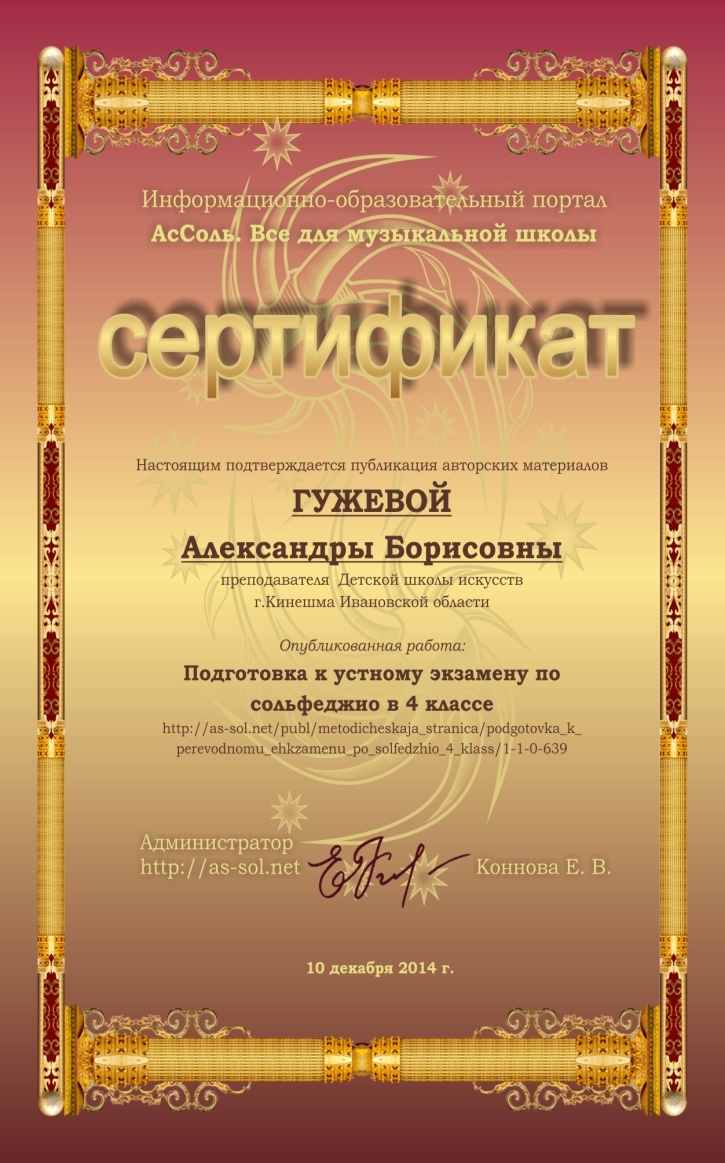 Информационно-образовательный портал
АсСоль. Все для музыкальной школы
сертификат
Настоящим подтверждается публикация авторских материалов
ГУЖЕВОЙ
Александры Борисовны
преподавателя Детской школы искусств
г.Кинешма Ивановской области
Опубликованная работа:
Подготовка к устному экзамену по
сольфеджио в 4 классе
http://as-sol.net/publ/metodicheskaja_stranica/podgotovka_k_
perevodnomu_ehkzamenu_po_solfedzhio_4_klass/1-1-0-639
Администратор
http://as-sol.net Коннова Е. В.
10 декабря 2014 г.